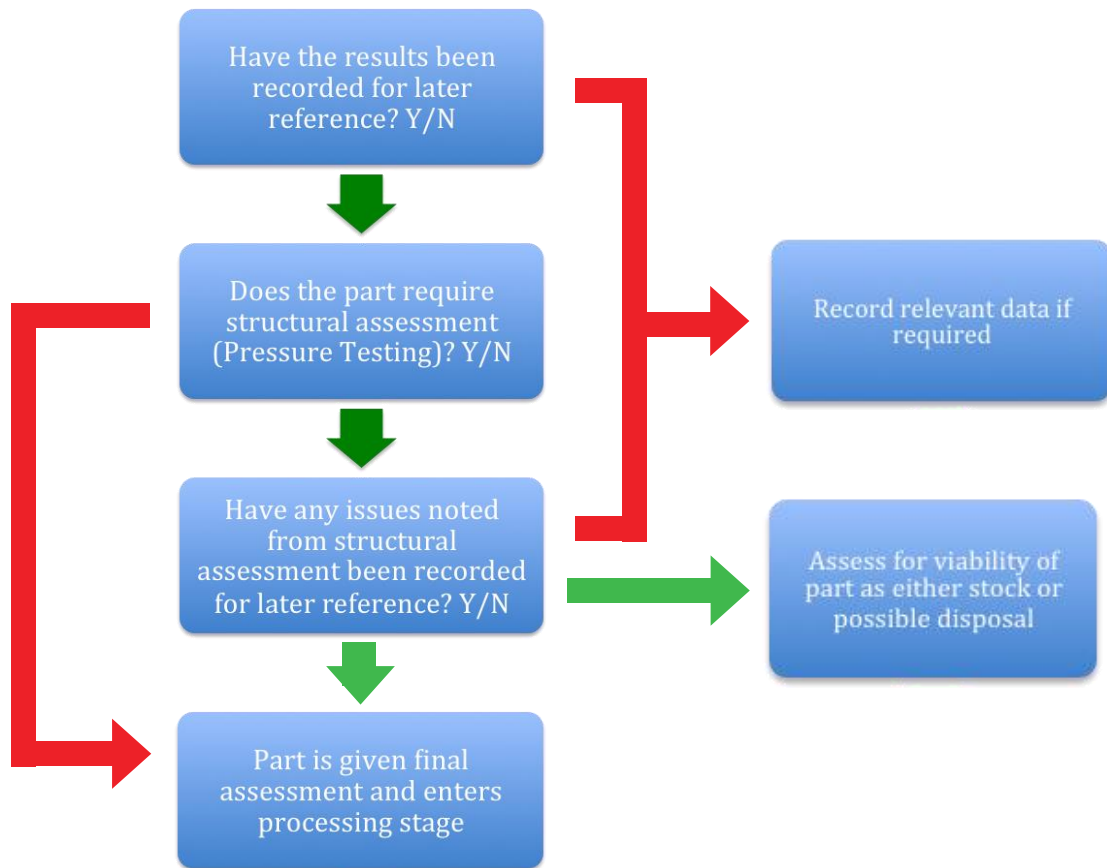 Have the results been
recorded for later
reference? Y/N
Does the part require
structural assessment
(Pressure Testing)? Y/N
Record relevant data if
required
Have any issues noted
from structural
assessment been recorded
for later reference? Y/N
Assess for viability of
part as either stock or
possible disposal
Part is given final
assessment and enters
processing stage